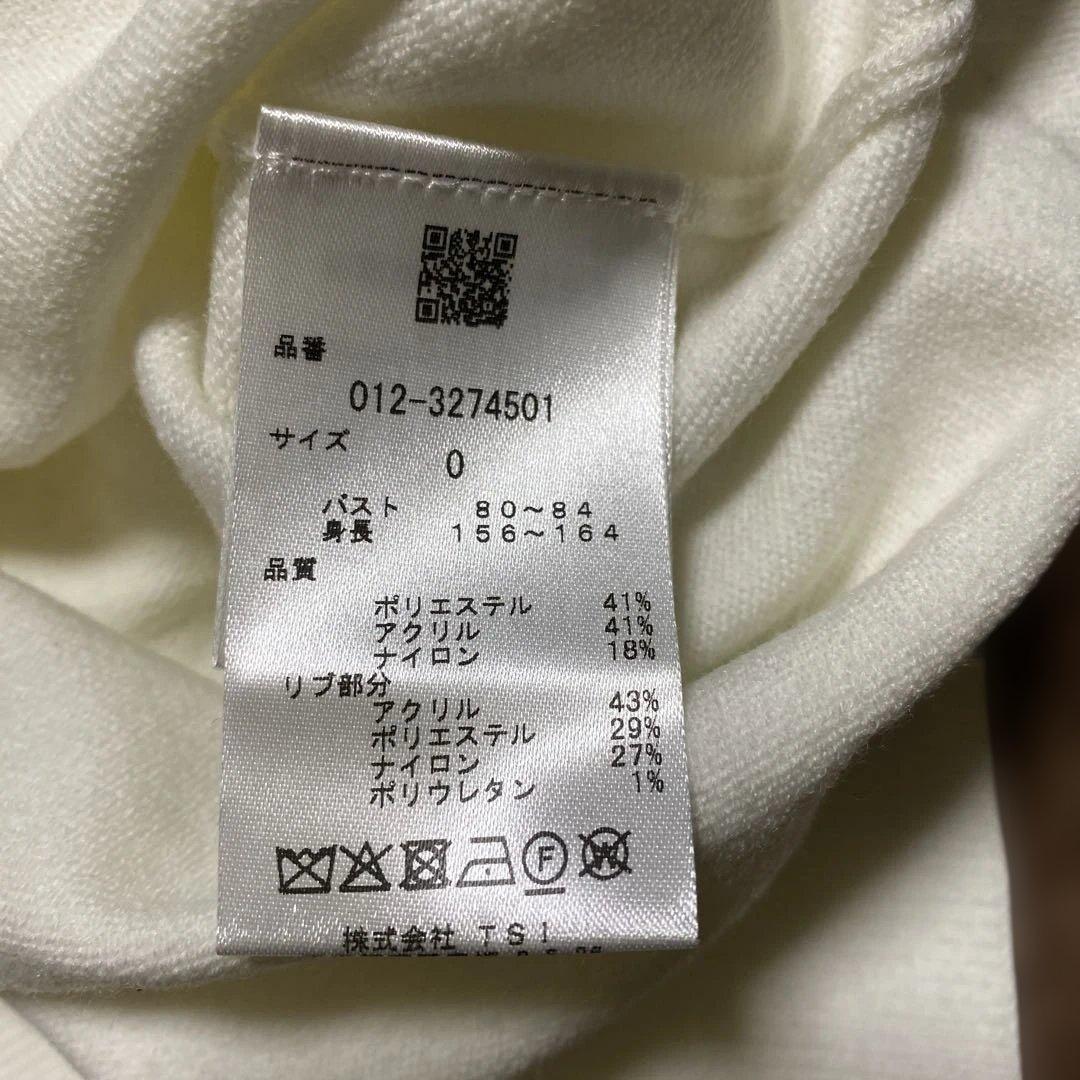 品番
012-3274501
サイズ
0
バスト 80~84
身長 156~164
品質
ポリエステル 41%
アクリル 41%
ナイロン 18%
リブ部分
アクリル 43%
ポリエステル 29%
ナイロン 27%
ポリウレタン 1%
F W
株式会社 TSI